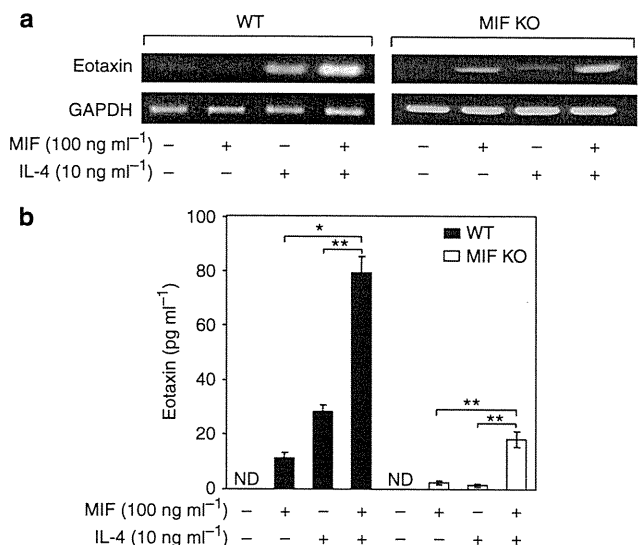 a
WT
MIF KO
Eotaxin
GAPDH
MIF (100 ng ml⁻¹) – + – + – + – +
IL-4 (10 ng ml⁻¹) – – + + – – + +
b
100
80
60
40
20
0
Eotaxin (pg ml⁻¹)
WT
MIF KO
*
**
**
**
ND
ND
MIF (100 ng ml⁻¹) – + – + – + – +
IL-4 (10 ng ml⁻¹) – – + + – – + +